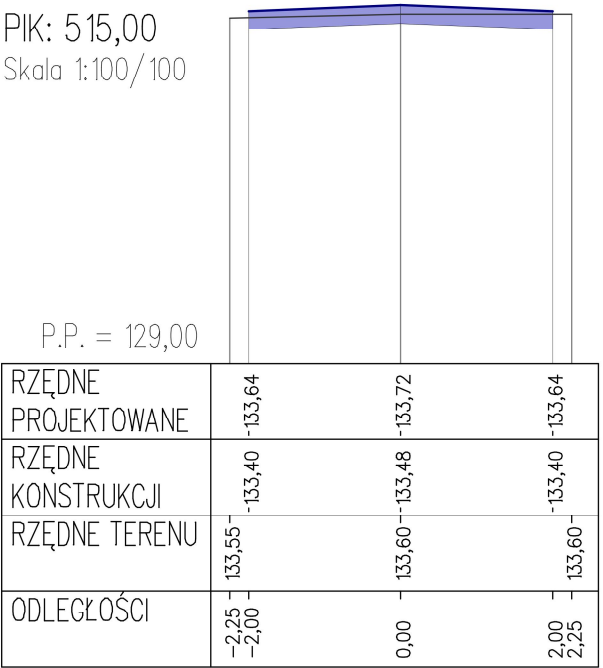 PIK: 515,00
Skala 1:100/100
P.P. = 129,00
RZĘDNE
PROJEKTOWANE
133,64
133,72
133,64
RZĘDNE
KONSTRUKCJI
133,40
133,48
133,40
RZĘDNE TERENU
133,55
133,60
133,60
ODLEGŁOŚCI
-2,25
-2,00
0,00
2,00
2,25